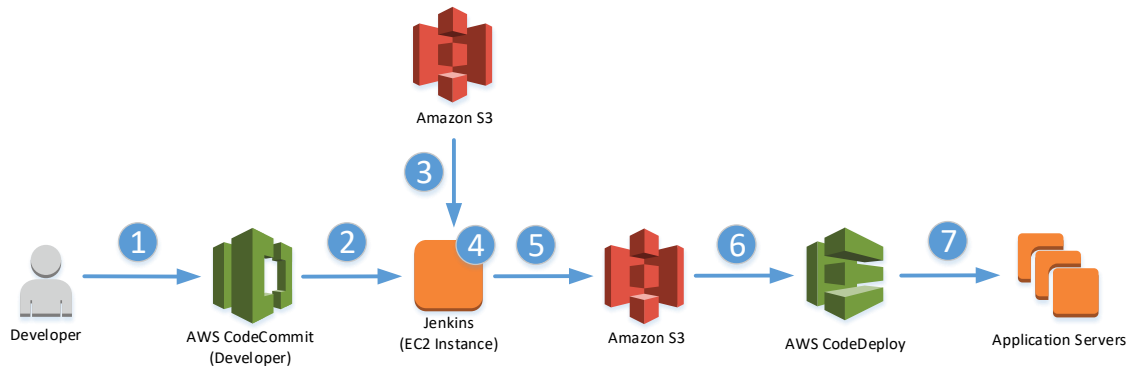 Amazon S3
3
1
2
4
5
6
7
Developer
AWS CodeCommit
(Developer)
Jenkins
(EC2 Instance)
Amazon S3
AWS CodeDeploy
Application Servers